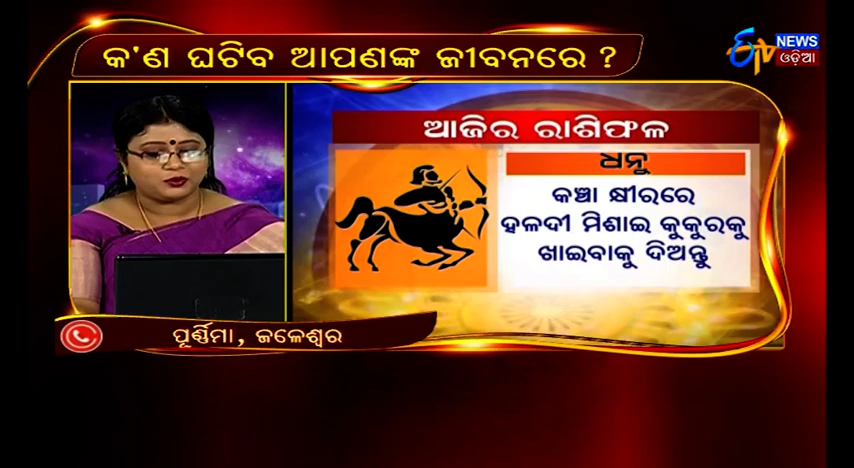 କ'ଣ ଘଟିବ ଆପଣଙ୍କ ଜୀବନରେ ?
ETV NEWS
ଓଡ଼ିଆ
ଆଜିର ରାଶିଫଳ
ଧନୁ
କଞ୍ଚା କ୍ଷୀରରେ
ହଳଦୀ ମିଶାଇ କୁକୁରକୁ
ଖାଇବାକୁ ଦିଅନ୍ତୁ
ପୂର୍ଣ୍ଣିମା, ଜଳେଶ୍ୱର